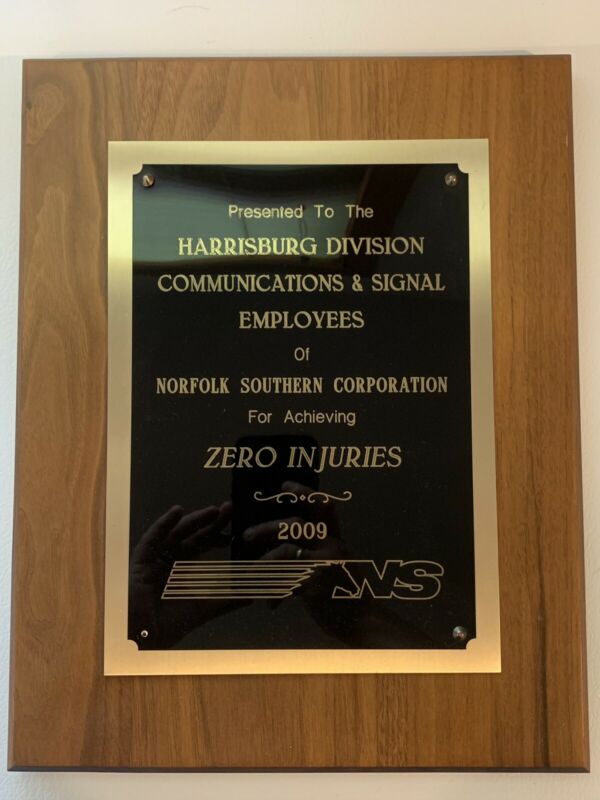 Presented To The
HARRISBURG DIVISION
COMMUNICATIONS & SIGNAL
EMPLOYEES
Of
NORFOLK SOUTHERN CORPORATION
For Achieving
ZERO INJURIES
2009
NS